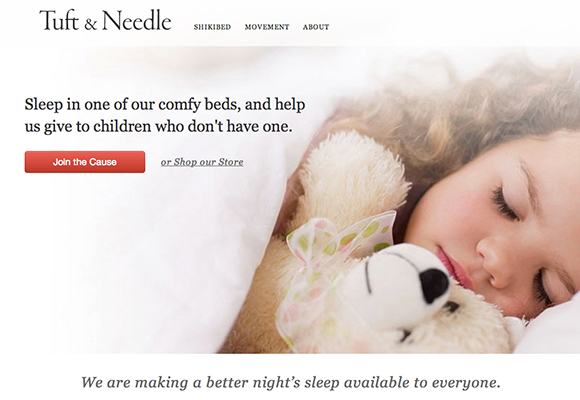 Tuft & Needle
SHIKIBED MOVEMENT ABOUT
Sleep in one of our comfy beds, and help
us give to children who don't have one.
Join the Cause
or Shop our Store
We are making a better night's sleep available to everyone.